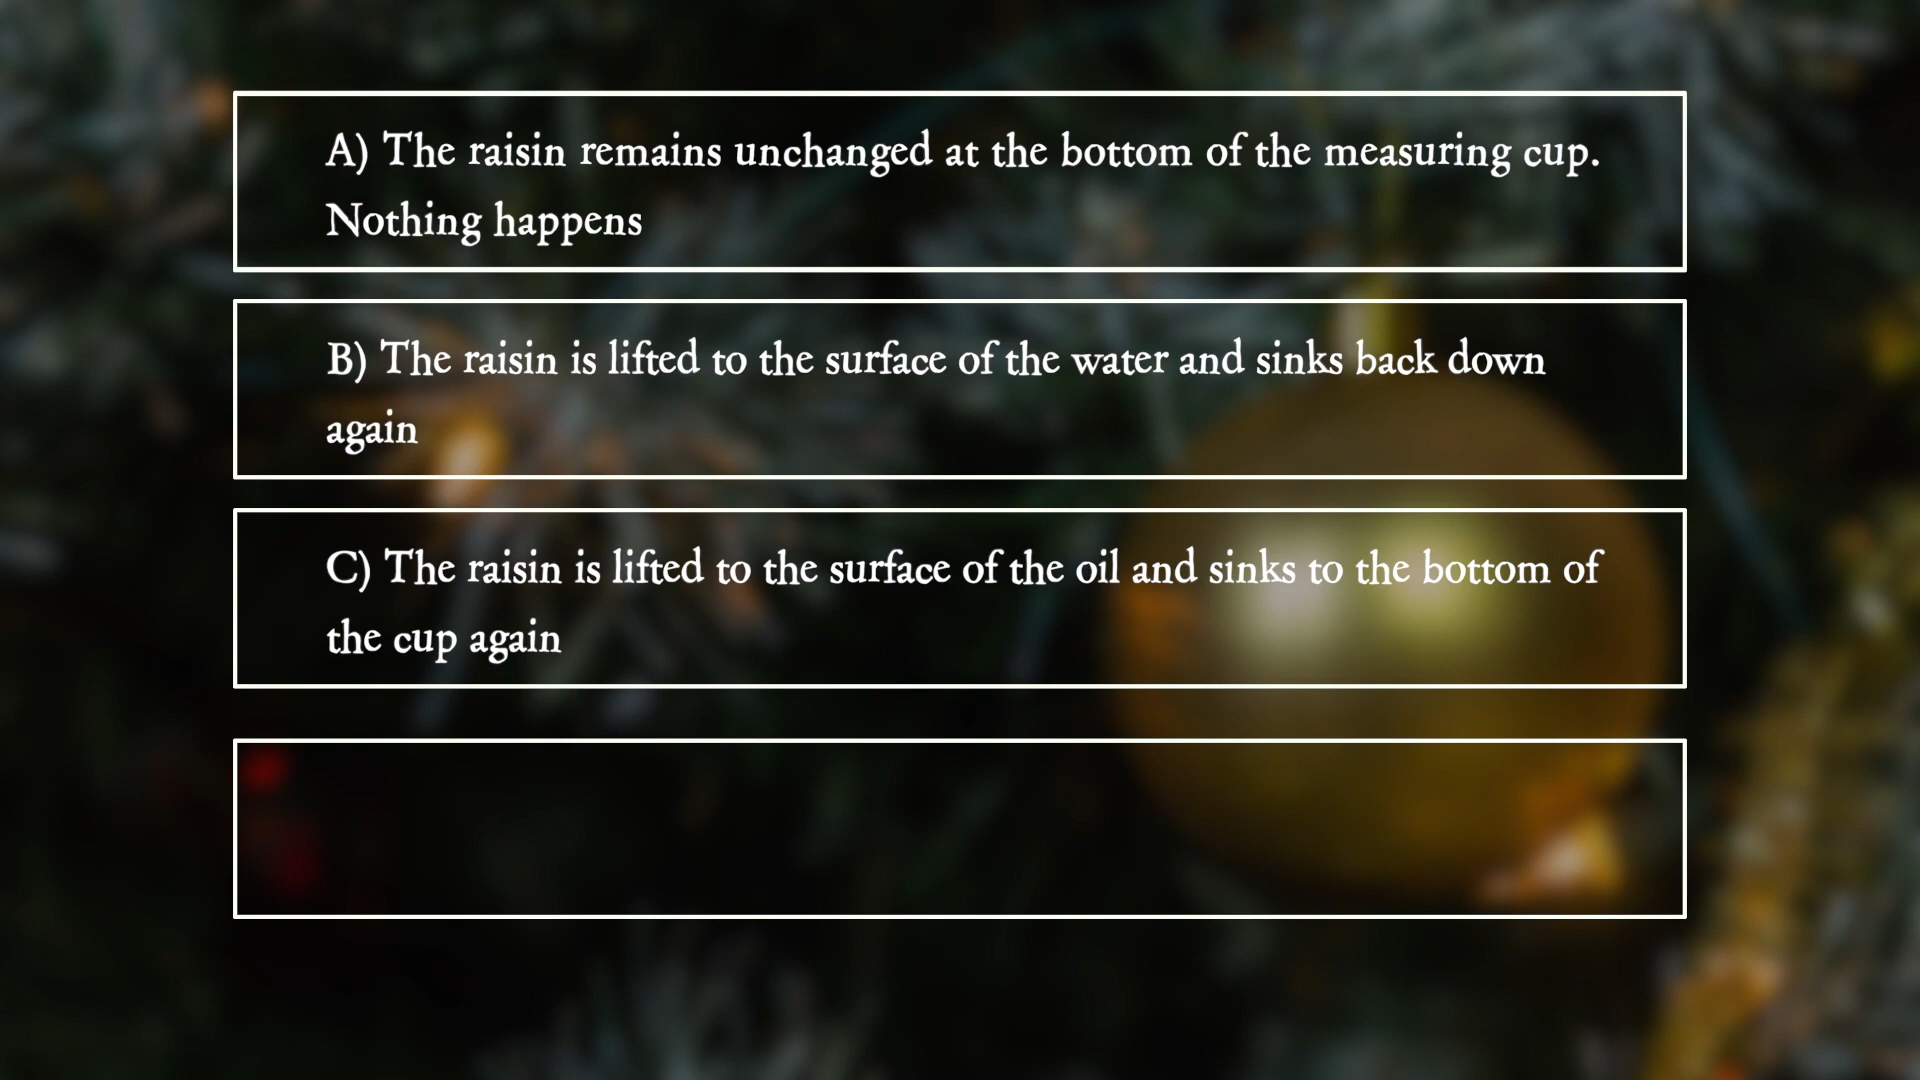 A) The raisin remains unchanged at the bottom of the measuring cup.
Nothing happens
B) The raisin is lifted to the surface of the water and sinks back down
again
C) The raisin is lifted to the surface of the oil and sinks to the bottom of
the cup again